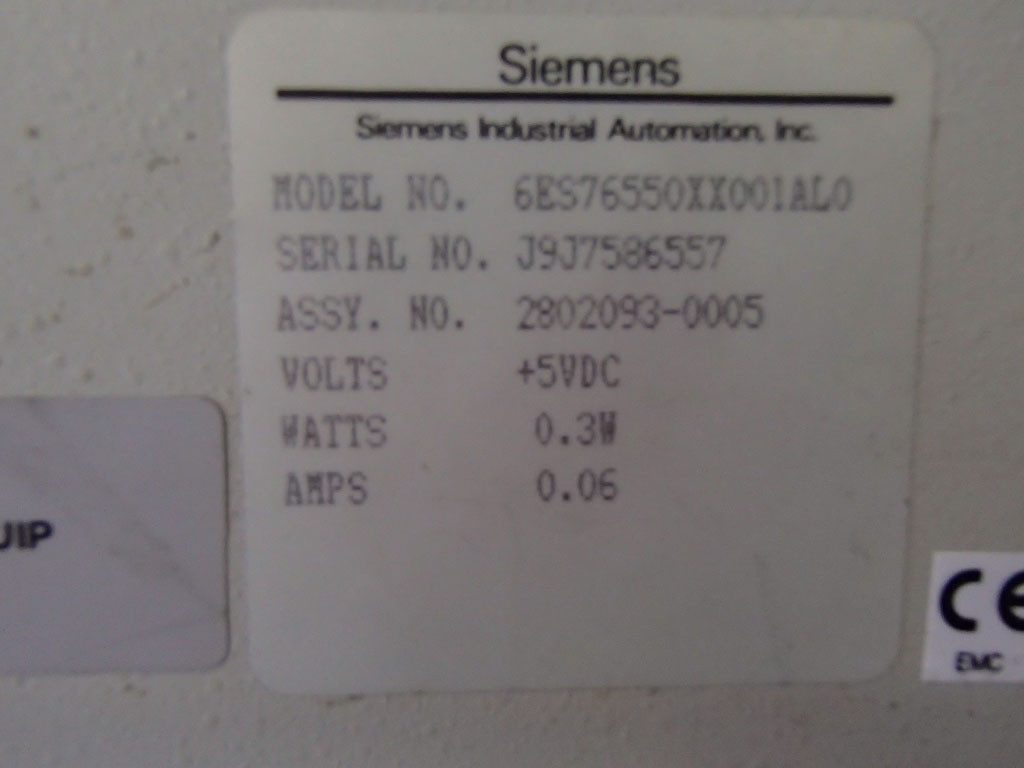 Siemens
Siemens Industrial Automation, Inc.
MODEL NO. 6ES76550XX001AL0
SERIAL NO. J9J7586557
ASSY. NO. 2802093-0005
VOLTS +5VDC
WATTS 0.3W
AMPS 0.06
UIP
CE
EMC